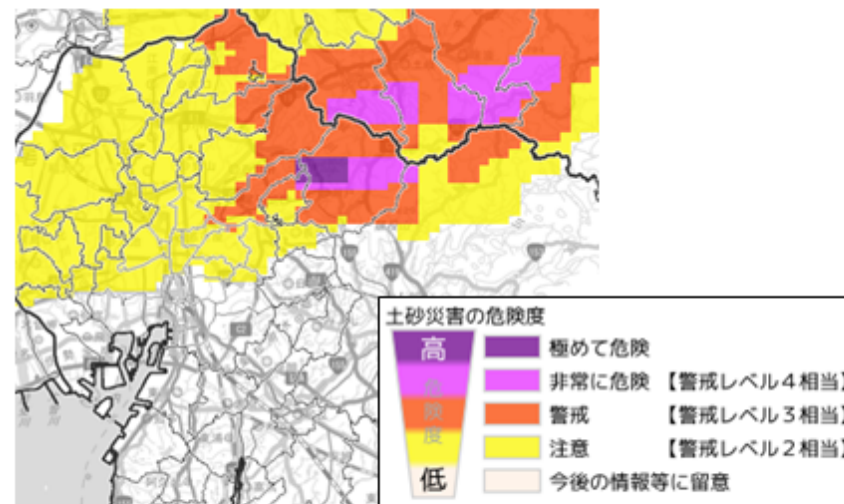 土砂災害の危険度
高
危
険
度
低
極めて危険
非常に危険 【警戒レベル4相当】
警戒 【警戒レベル3相当】
注意 【警戒レベル2相当】
今後の情報等に留意